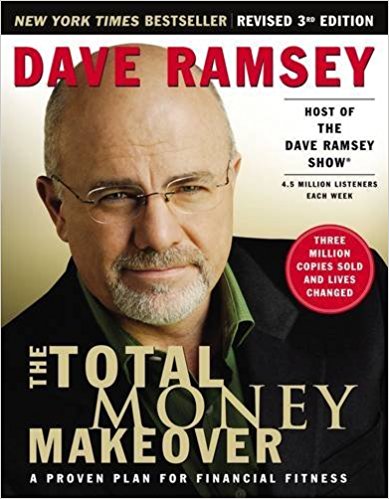 NEW YORK TIMES BESTSELLER | REVISED 3RD EDITION
DAVE RAMSEY
HOST OF
THE
DAVE RAMSEY
SHOW®
4.5 MILLION LISTENERS
EACH WEEK
THREE
MILLION
COPIES SOLD
AND LIVES
CHANGED
THE
TOTAL
MONEY
MAKEOVER
A PROVEN PLAN FOR FINANCIAL FITNESS